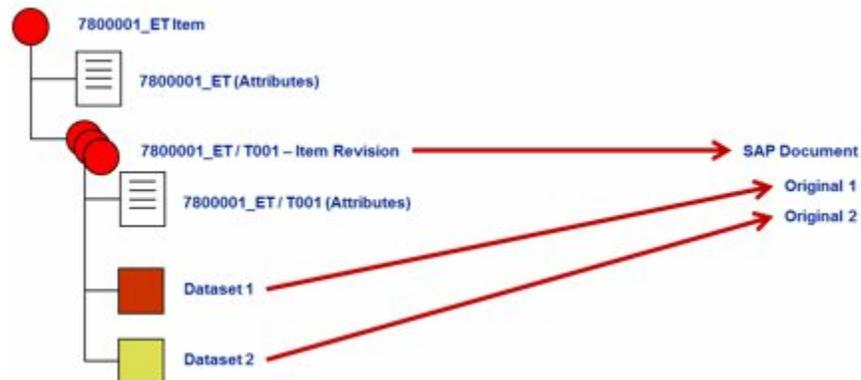 7800001_ET Item
7800001_ET (Attributes)
7800001_ET / T001 – Item Revision
SAP Document
Original 1
7800001_ET / T001 (Attributes)
Original 2
Dataset 1
Dataset 2